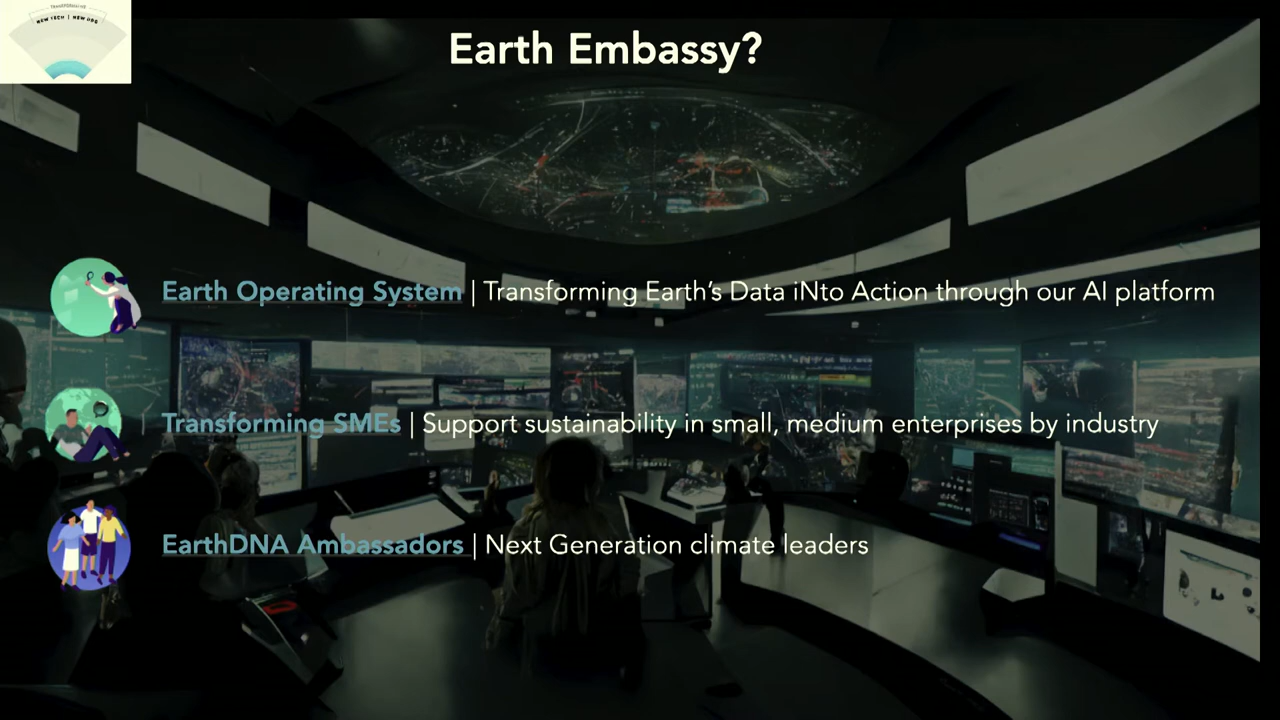 TRANSFORMATIVE
NEW TECH | NEW ORG
Earth Embassy?
Earth Operating System | Transforming Earth's Data iNto Action through our AI platform
Transforming SMEs | Support sustainability in small, medium enterprises by industry
EarthDNA Ambassadors | Next Generation climate leaders